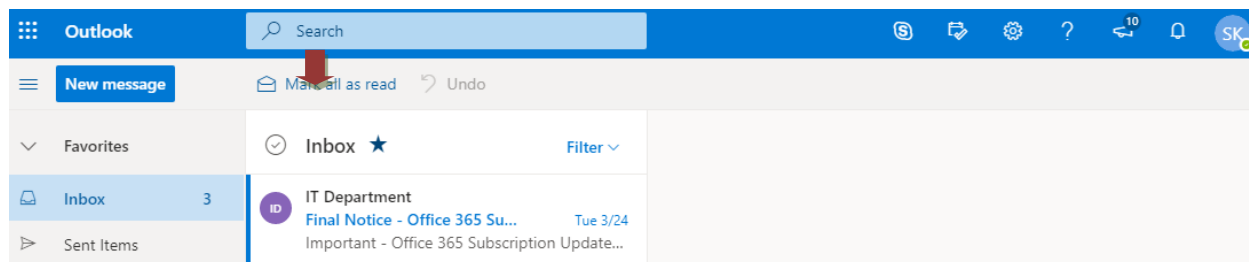 Outlook
Search
10
SK
New message
Mark all as read
Undo
Favorites
Inbox
Filter
Inbox 3
ID
IT Department
Final Notice - Office 365 Su...
Tue 3/24
Important - Office 365 Subscription Update...
Sent Items